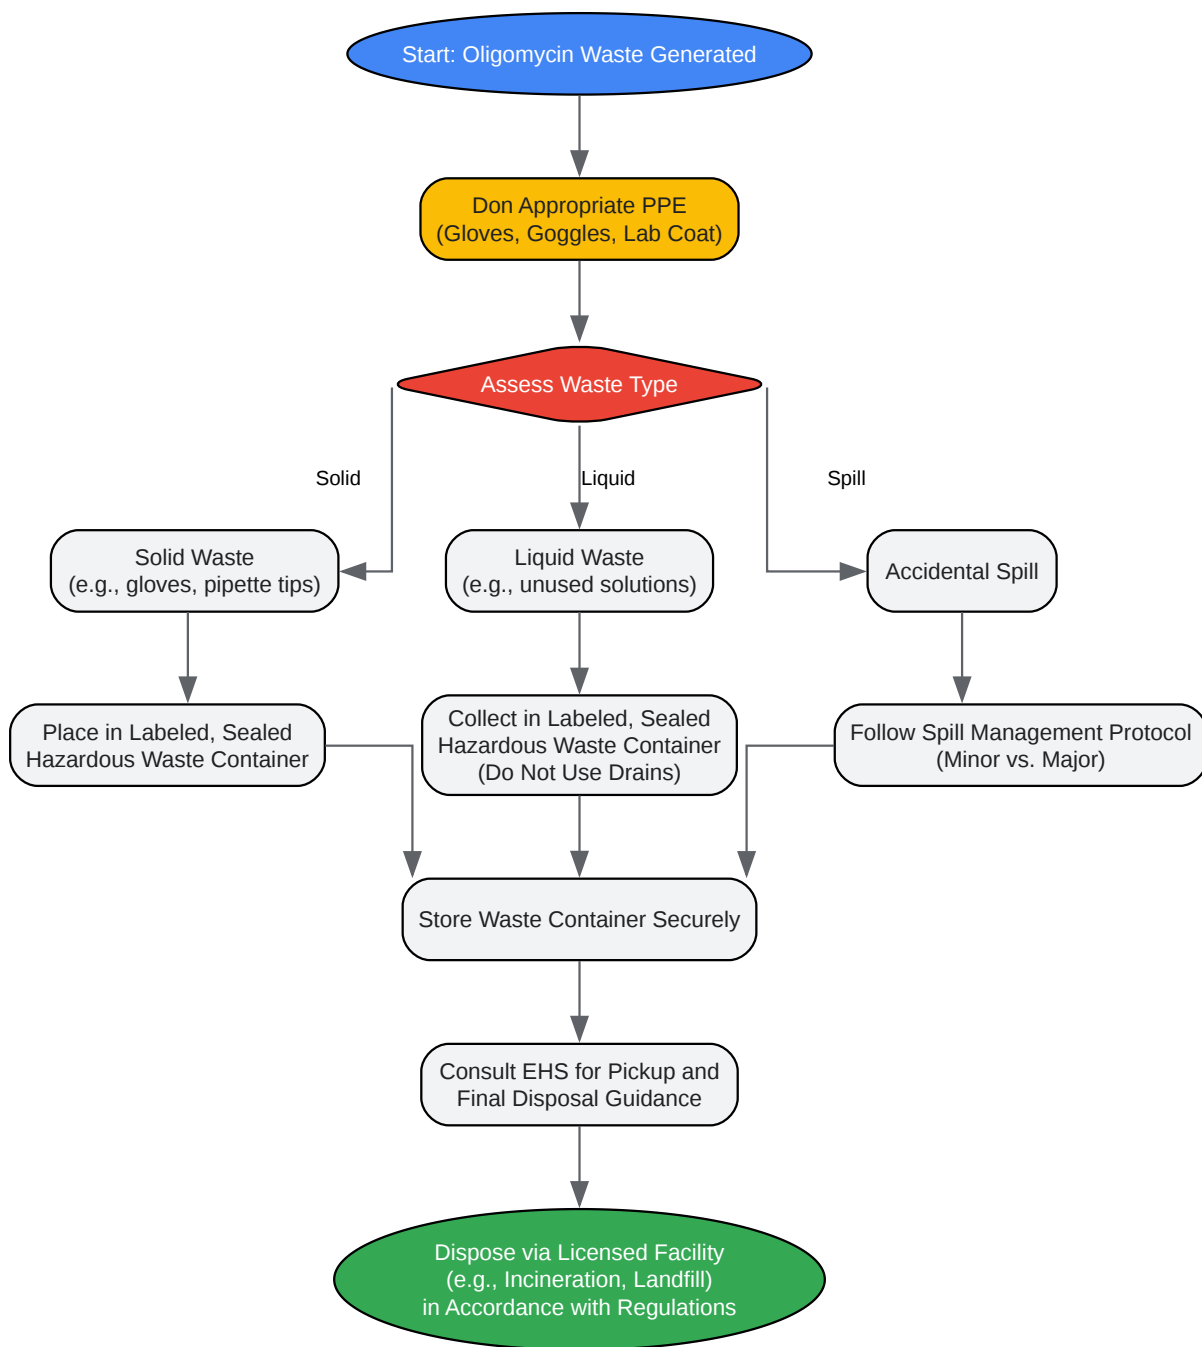 Start: Oligomycin Waste Generated
Don Appropriate PPE
(Gloves, Goggles, Lab Coat)
Assess Waste Type
Solid
Liquid
Spill
Solid Waste
(e.g., gloves, pipette tips)
Liquid Waste
(e.g., unused solutions)
Accidental Spill
Place in Labeled, Sealed
Hazardous Waste Container
Collect in Labeled, Sealed
Hazardous Waste Container
(Do Not Use Drains)
Follow Spill Management Protocol
(Minor vs. Major)
Store Waste Container Securely
Consult EHS for Pickup and
Final Disposal Guidance
Dispose via Licensed Facility
(e.g., Incineration, Landfill)
in Accordance with Regulations